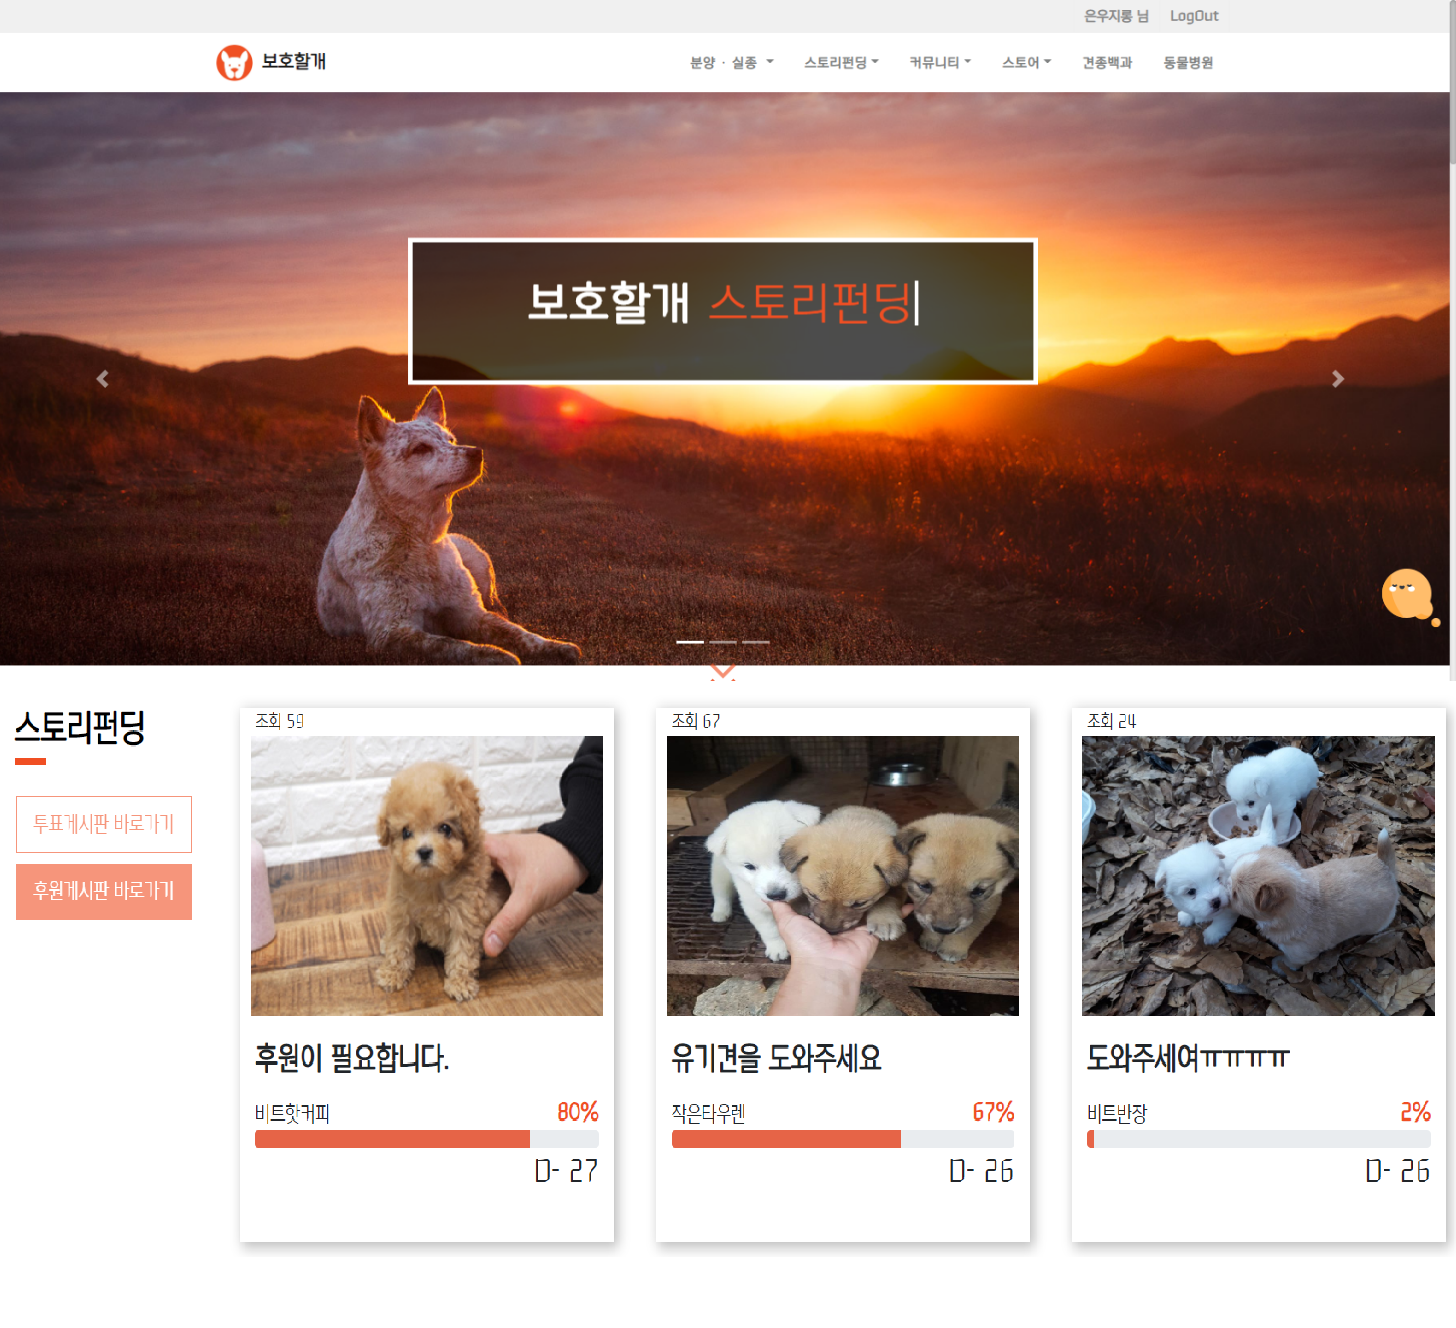 은우지롱 님 LogOut
보호할개 분양 · 실종 스토리펀딩 커뮤니티 스토어 견종백과 동물병원
보호할개 스토리펀딩
스토리펀딩
투표게시판 바로가기
후원게시판 바로가기
조회 59
후원이 필요합니다.
비트핫커피 80%
D- 27
조회 67
유기견을 도와주세요
작은타우렌 67%
D- 26
조회 24
도와주세여ㅠㅠㅠㅠ
비트반장 2%
D- 26